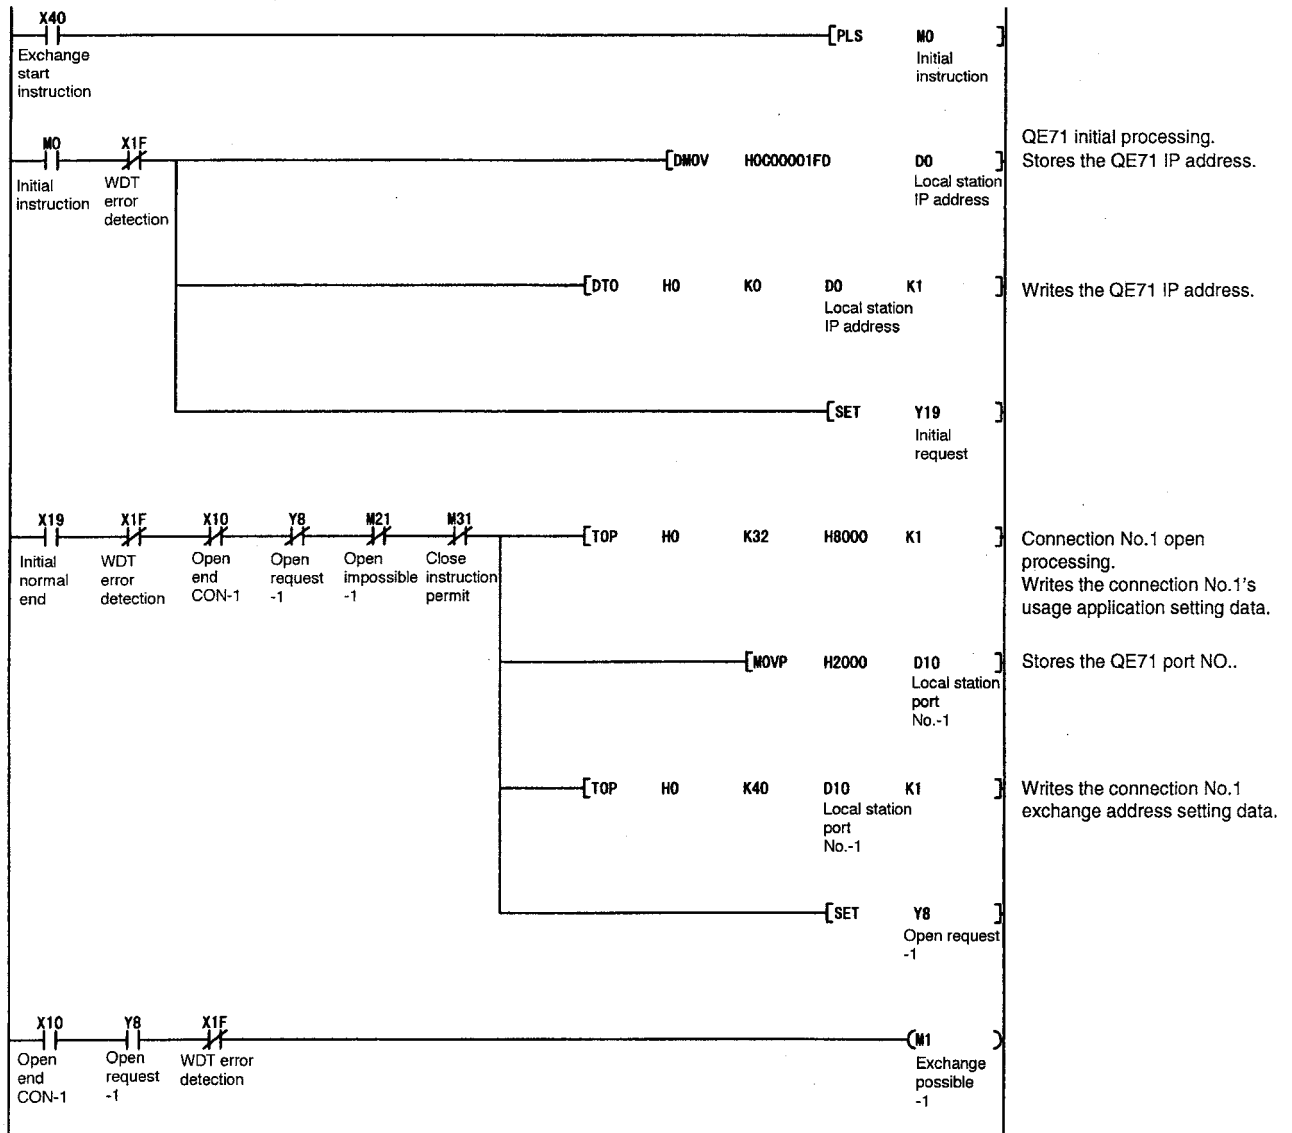 X40
PLS M0
Exchange
start
instruction
Initial
instruction
M0 X1F
DMOV H0C00001FD D0
QE71 initial processing.
Stores the QE71 IP address.
Initial
instruction
WDT
error
detection
Local station
IP address
DTO H0 K0 D0 K1
Writes the QE71 IP address.
Local station
IP address
SET Y19
Initial
request
X19 X1F X10 Y8 M21 M31
TOP H0 K32 H8000 K1
Initial
normal
end
WDT
error
detection
Open
end
CON-1
Open
request
-1
Open
impossible
-1
Close
instruction
permit
Connection No.1 open
processing.
Writes the connection No.1's
usage application setting data.
MOVP H2000 D10
Stores the QE71 port NO..
Local station
port
No.-1
TOP H0 K40 D10 K1
Local station
port
No.-1
Writes the connection No.1
exchange address setting data.
SET Y8
Open request
-1
X10 Y8 X1F
M1
Open
end
CON-1
Open
request
-1
WDT error
detection
Exchange
possible
-1